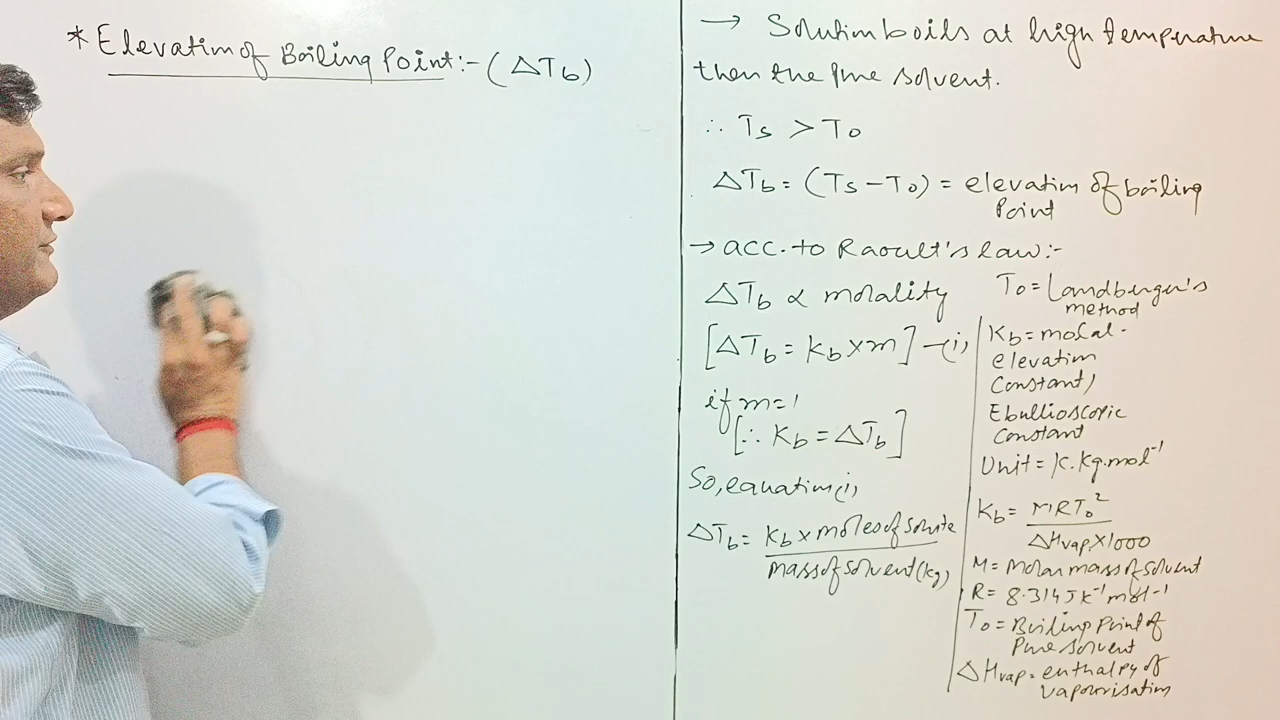 * Elevation of Boiling Point:- (ΔTb)
→ Solution boils at high temperature
then the pure solvent.
∴ Ts > To
ΔTb = (Ts - To) = elevation of boiling
Point
→ acc. to Raoult's law:-
ΔTb ∝ molality
To = Landberger's
method
[ΔTb = Kb × m] -(i)
if m=1
[∴ Kb = ΔTb]
So, equation(i)
ΔTb = Kb × moles of solute
mass of solvent (kg)
Kb = molal-
elevation
Constant)
Ebullioscopic
Constant
Unit = K.Kg.mol⁻¹
Kb = MRTo²
ΔHvap × 1000
M = Molar mass of solvent
R = 8.314 J K⁻¹ mol⁻¹
To = Boiling Point of
Pure solvent
ΔHvap = enthalpy of
vapourisation